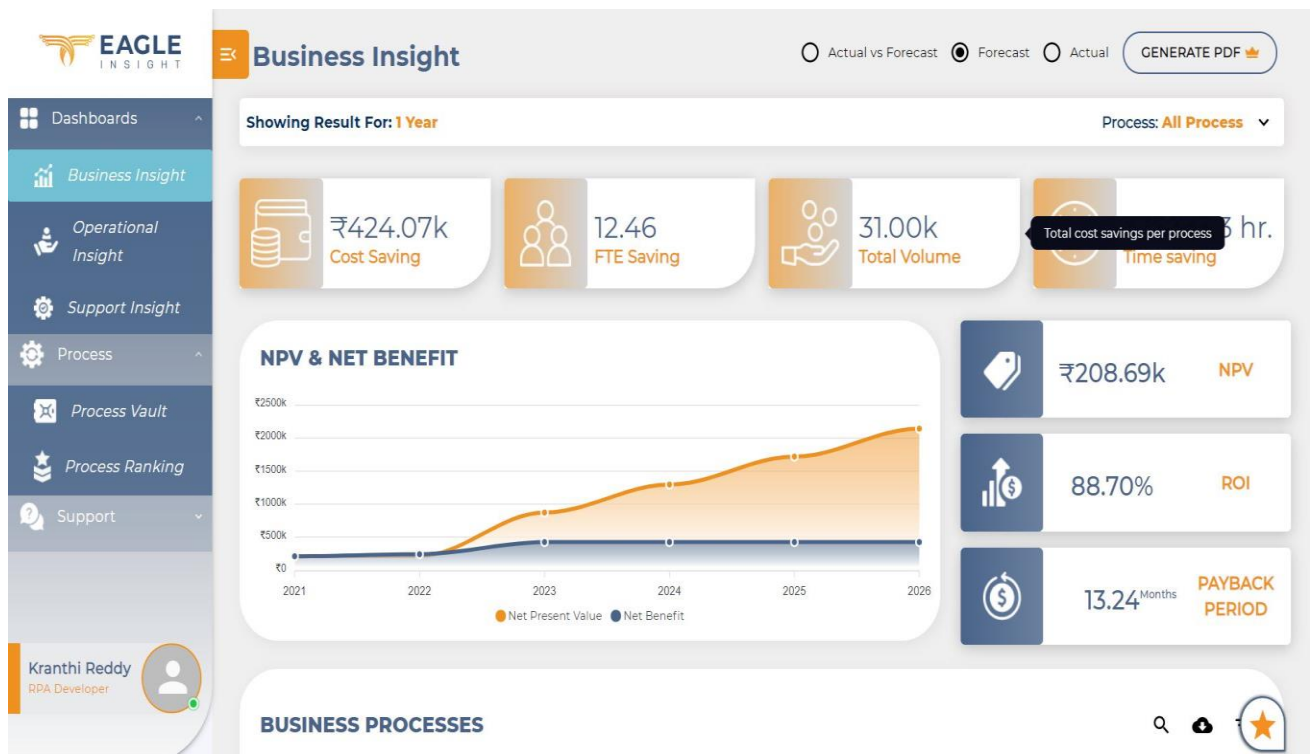 EAGLE
INSIGHT
Business Insight
Actual vs Forecast Forecast Actual GENERATE PDF
Dashboards
Business Insight
Operational
Insight
Support Insight
Process
Process Vault
Process Ranking
Support
Kranthi Reddy
RPA Developer
Showing Result For: 1 Year Process: All Process
₹424.07k
Cost Saving
12.46
FTE Saving
31.00k
Total Volume
Total cost savings per process
hr.
Time saving
NPV & NET BENEFIT
₹2500k
₹2000k
₹1500k
₹1000k
₹500k
₹0
2021 2022 2023 2024 2025 2026
Net Present Value Net Benefit
₹208.69k NPV
88.70% ROI
13.24 Months PAYBACK
PERIOD
BUSINESS PROCESSES